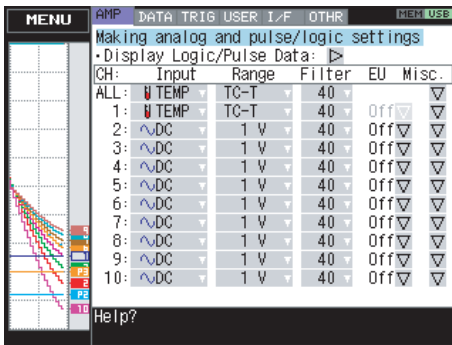 MENU AMP DATA TRIG USER I/F OTHR MEM USB
Making analog and pulse/logic settings
・Display Logic/Pulse Data:
CH: Input Range Filter EU Misc.
ALL: TEMP TC-T 40
1: TEMP TC-T 40 Off
2: DC 1 V 40 Off
3: DC 1 V 40 Off
4: DC 1 V 40 Off
5: DC 1 V 40 Off
6: DC 1 V 40 Off
7: DC 1 V 40 Off
8: DC 1 V 40 Off
9: DC 1 V 40 Off
10: DC 1 V 40 Off
P3
2
P2
10
Help?